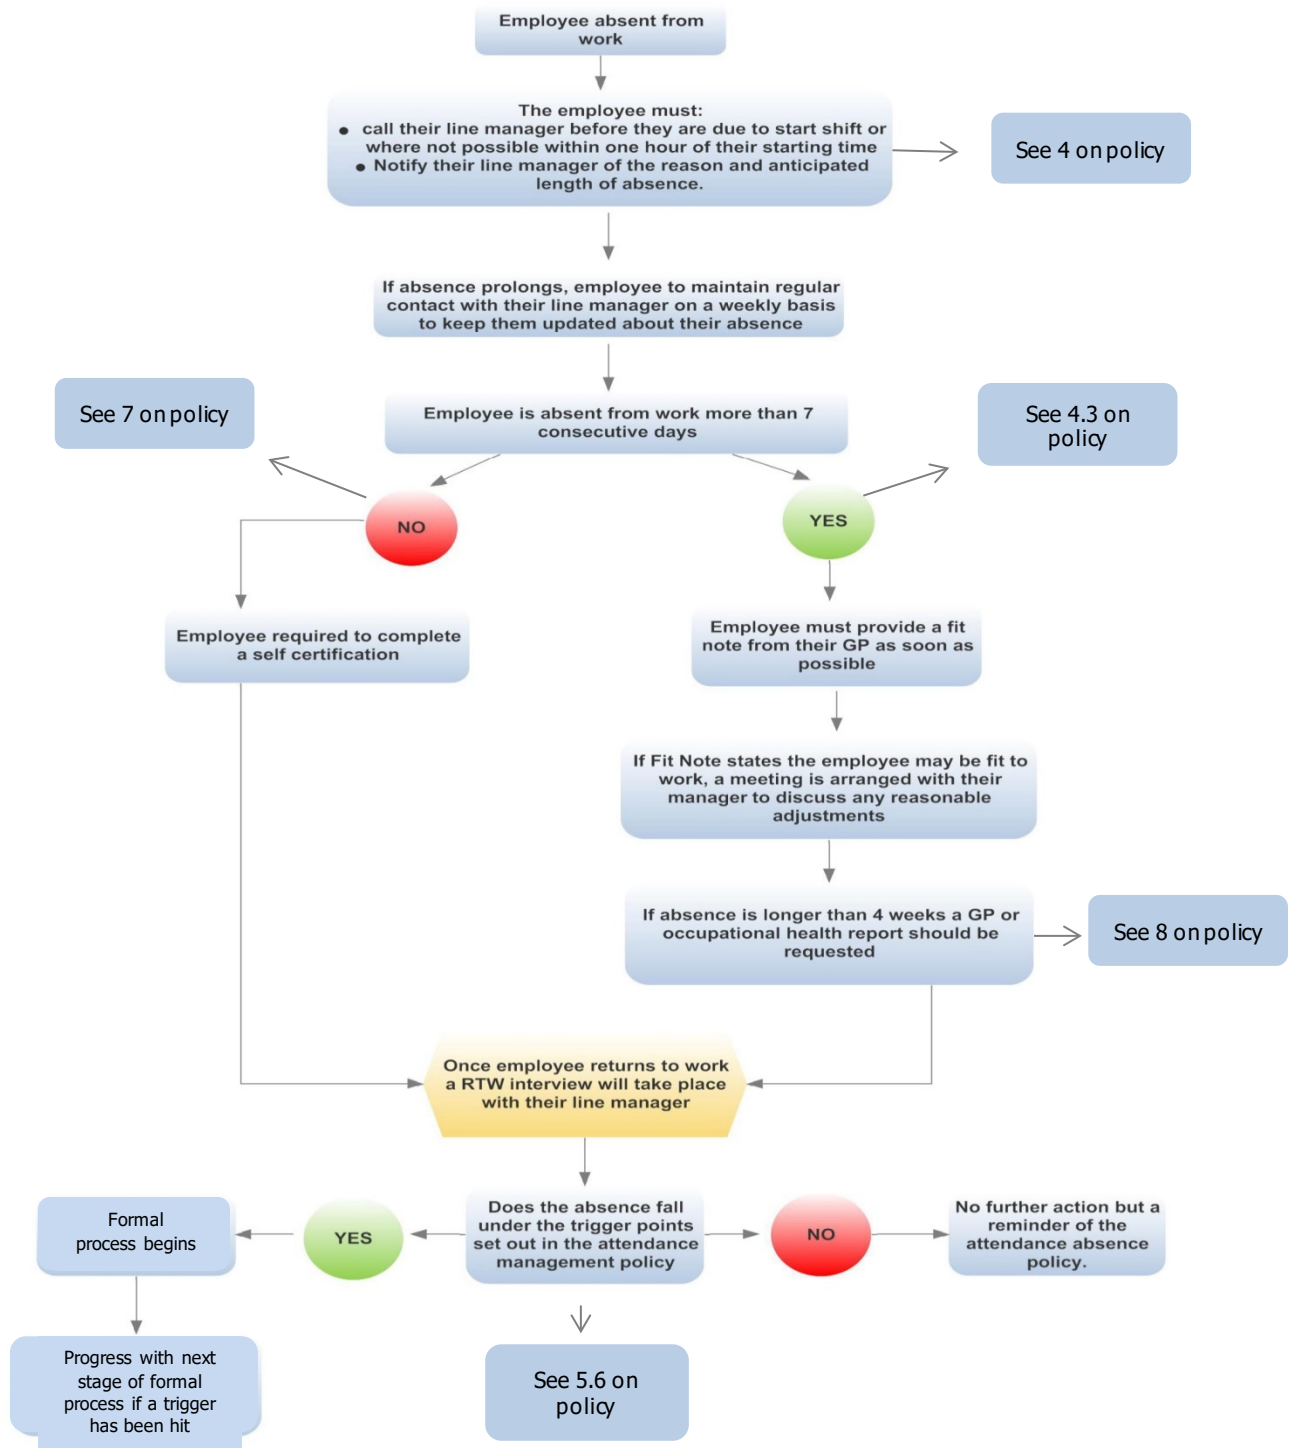 Employee absent from
work
The employee must:
● call their line manager before they are due to start shift or
where not possible within one hour of their starting time
● Notify their line manager of the reason and anticipated
length of absence.
See 4 on policy
If absence prolongs, employee to maintain regular
contact with their line manager on a weekly basis
to keep them updated about their absence
See 7 on policy
Employee is absent from work more than 7
consecutive days
See 4.3 on
policy
NO
YES
Employee required to complete
a self certification
Employee must provide a fit
note from their GP as soon as
possible
If Fit Note states the employee may be fit to
work, a meeting is arranged with their
manager to discuss any reasonable
adjustments
If absence is longer than 4 weeks a GP or
occupational health report should be
requested
See 8 on policy
Once employee returns to work
a RTW interview will take place
with their line manager
Formal
process begins
YES
Does the absence fall
under the trigger points
set out in the attendance
management policy
NO
No further action but a
reminder of the
attendance absence
policy.
Progress with next
stage of formal
process if a trigger
has been hit
See 5.6 on
policy